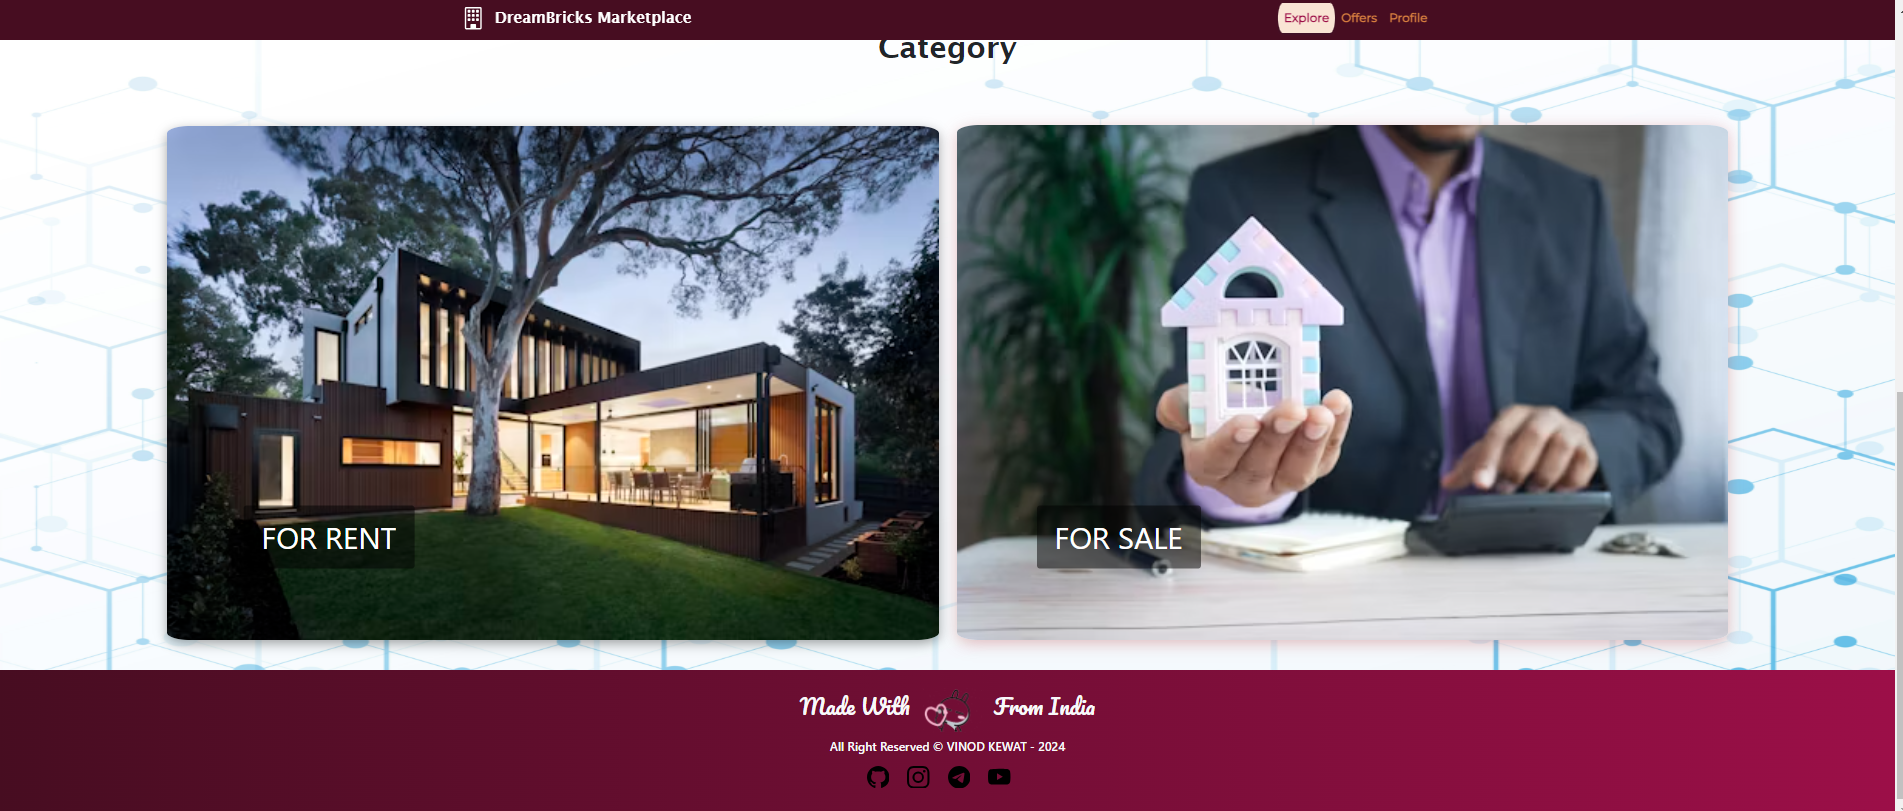 DreamBricks Marketplace
Explore Offers Profile
Category
FOR RENT
FOR SALE
Made With From India
All Right Reserved © VINOD KEWAT - 2024